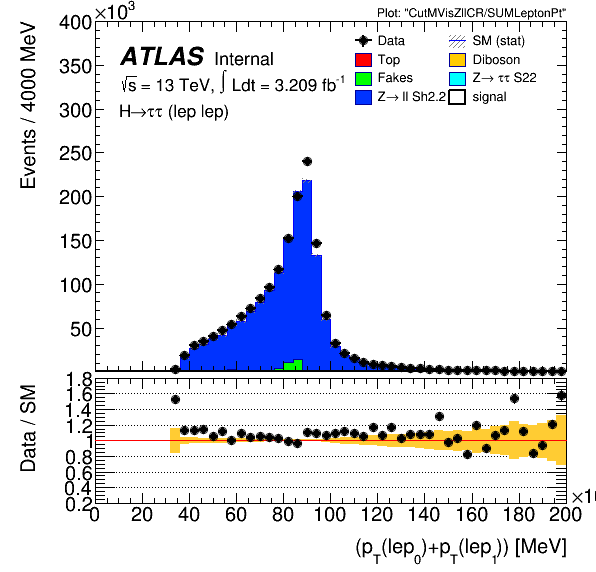 Plot: "CutMVisZllCR/SUMLeptonPt"
×10³
Events / 4000 MeV
400
350
300
250
200
150
100
50
ATLAS Internal
√s = 13 TeV, ∫ Ldt = 3.209 fb⁻¹
H→ττ (lep lep)
Data
SM (stat)
Top
Diboson
Fakes
Z→ ττ S22
Z→ ll Sh2.2
signal
Data / SM
1.8
1.6
1.4
1.2
1
0.8
0.6
0.4
0.2
0 20 40 60 80 100 120 140 160 180 200
(p_T(lep₀)+p_T(lep₁)) [MeV]